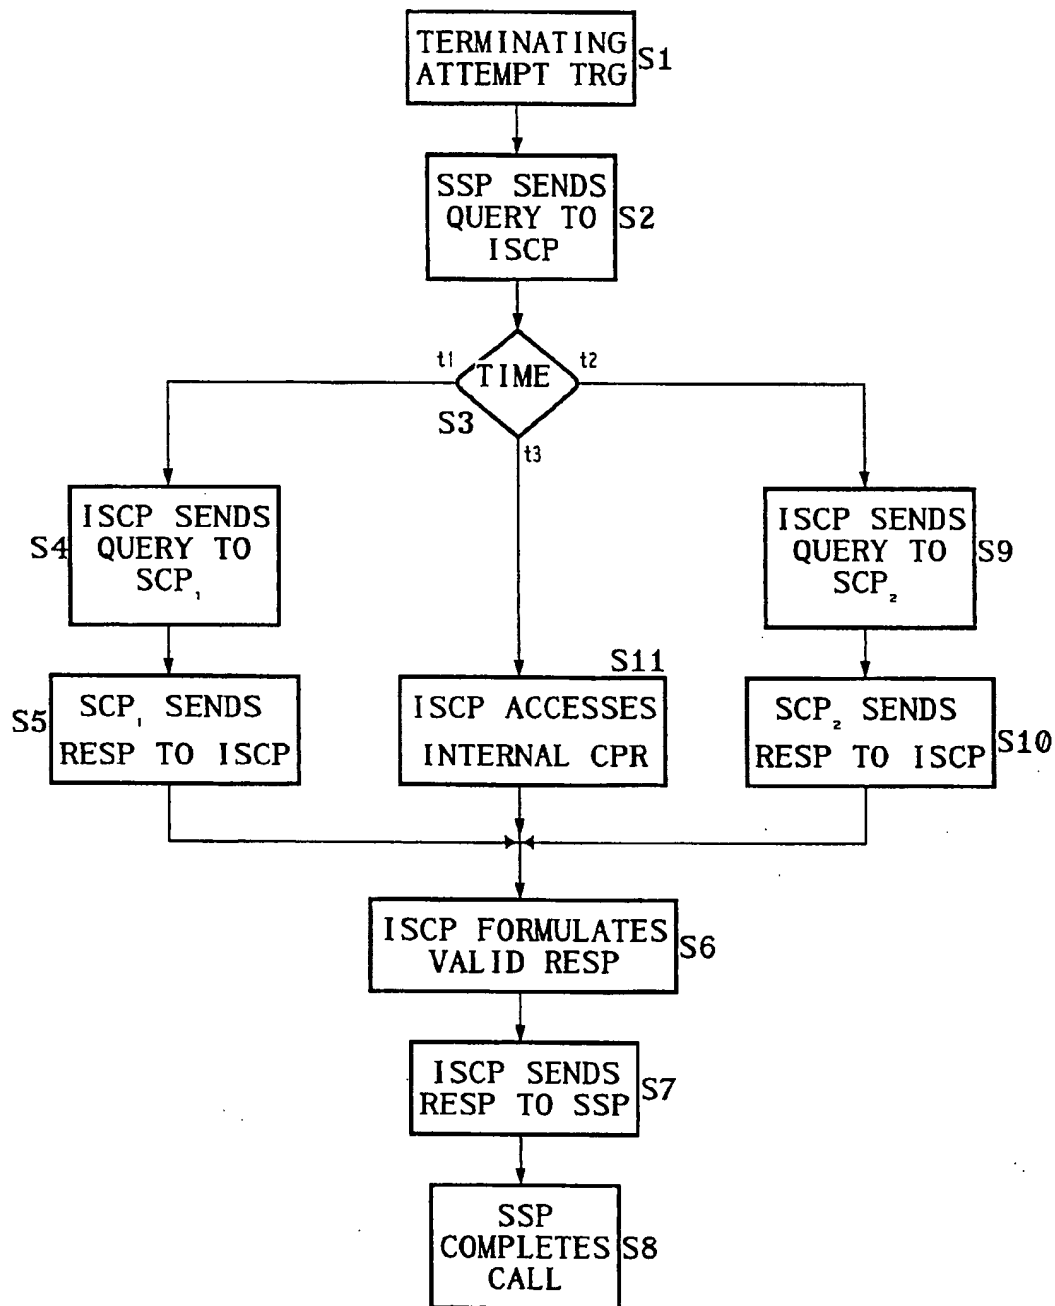 TERMINATING
ATTEMPT TRG
S1
SSP SENDS
QUERY TO
ISCP
S2
t1
TIME
t2
S3
t3
ISCP SENDS
QUERY TO
SCP₁
S4
ISCP SENDS
QUERY TO
SCP₂
S9
S11
S5
SCP₁ SENDS
RESP TO ISCP
ISCP ACCESSES
INTERNAL CPR
SCP₂ SENDS
RESP TO ISCP
S10
ISCP FORMULATES
VALID RESP
S6
ISCP SENDS
RESP TO SSP
S7
SSP
COMPLETES
CALL
S8